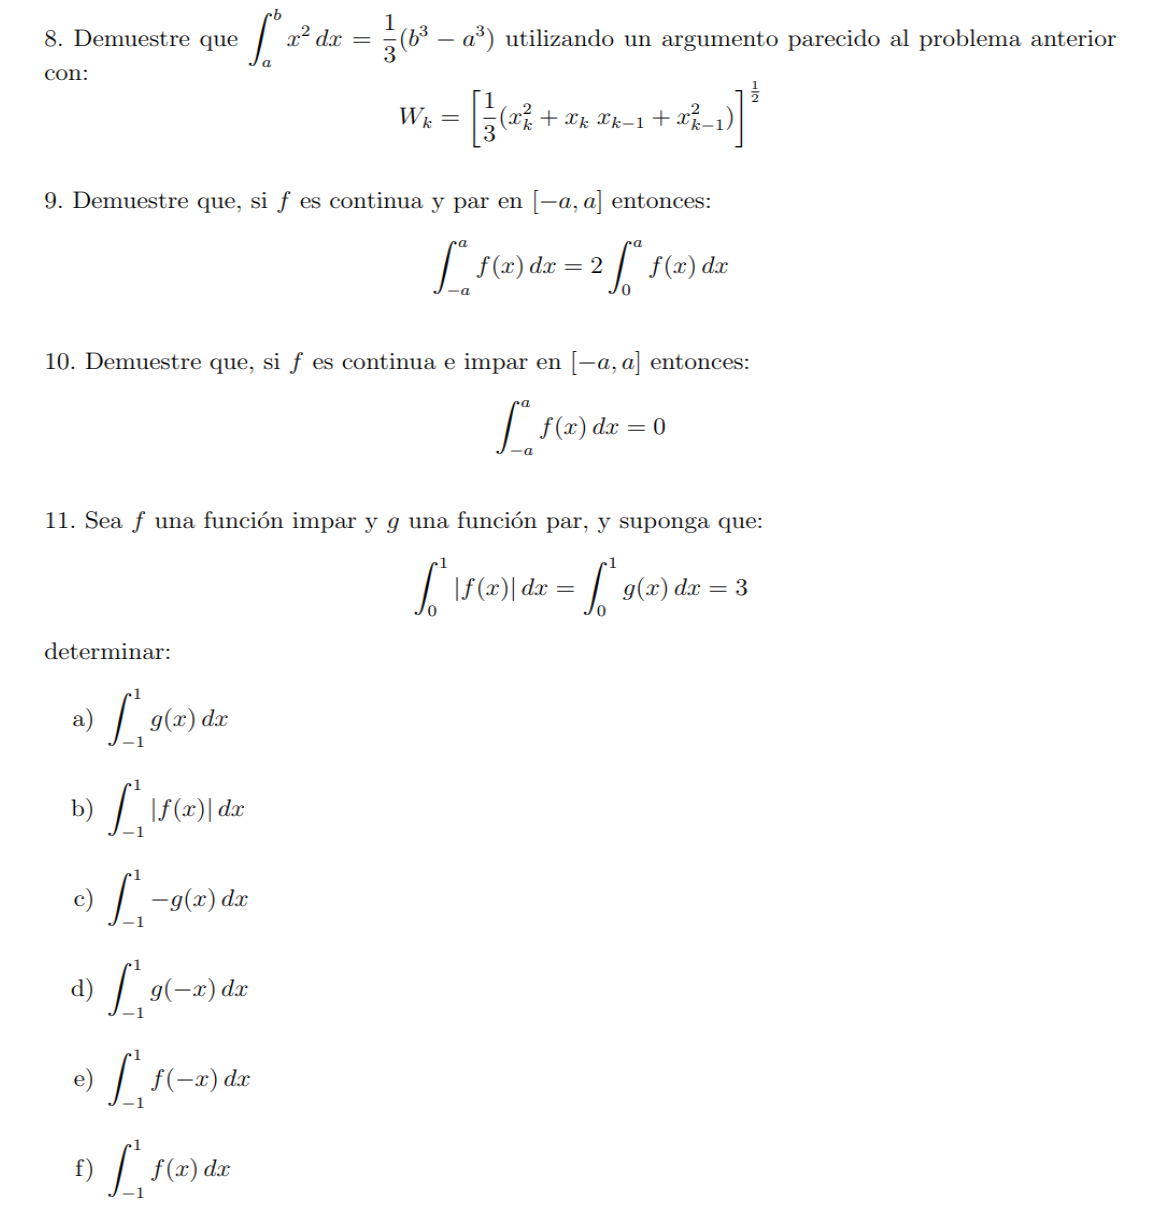 8. Demuestre que $\int_a^b x^2 \, dx = \frac{1}{3}(b^3 - a^3)$ utilizando un argumento parecido al problema anterior
con:
$W_k = \left[\frac{1}{3}(x_k^2 + x_k \, x_{k-1} + x_{k-1}^2)\right]^{\frac{1}{2}}$
9. Demuestre que, si $f$ es continua y par en $[-a, a]$ entonces:
$\int_{-a}^a f(x) \, dx = 2 \int_0^a f(x) \, dx$
10. Demuestre que, si $f$ es continua e impar en $[-a, a]$ entonces:
$\int_{-a}^a f(x) \, dx = 0$
11. Sea $f$ una función impar y $g$ una función par, y suponga que:
$\int_0^1 |f(x)| \, dx = \int_0^1 g(x) \, dx = 3$
determinar:
a) $\int_{-1}^1 g(x) \, dx$
b) $\int_{-1}^1 |f(x)| \, dx$
c) $\int_{-1}^1 -g(x) \, dx$
d) $\int_{-1}^1 g(-x) \, dx$
e) $\int_{-1}^1 f(-x) \, dx$
f) $\int_{-1}^1 f(x) \, dx$